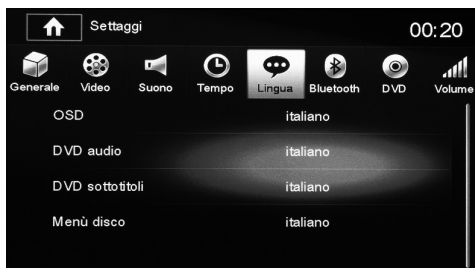 Settaggi 00:20
Generale Video Suono Tempo Lingua Bluetooth DVD Volume
OSD italiano
DVD audio italiano
DVD sottotitoli italiano
Menù disco italiano